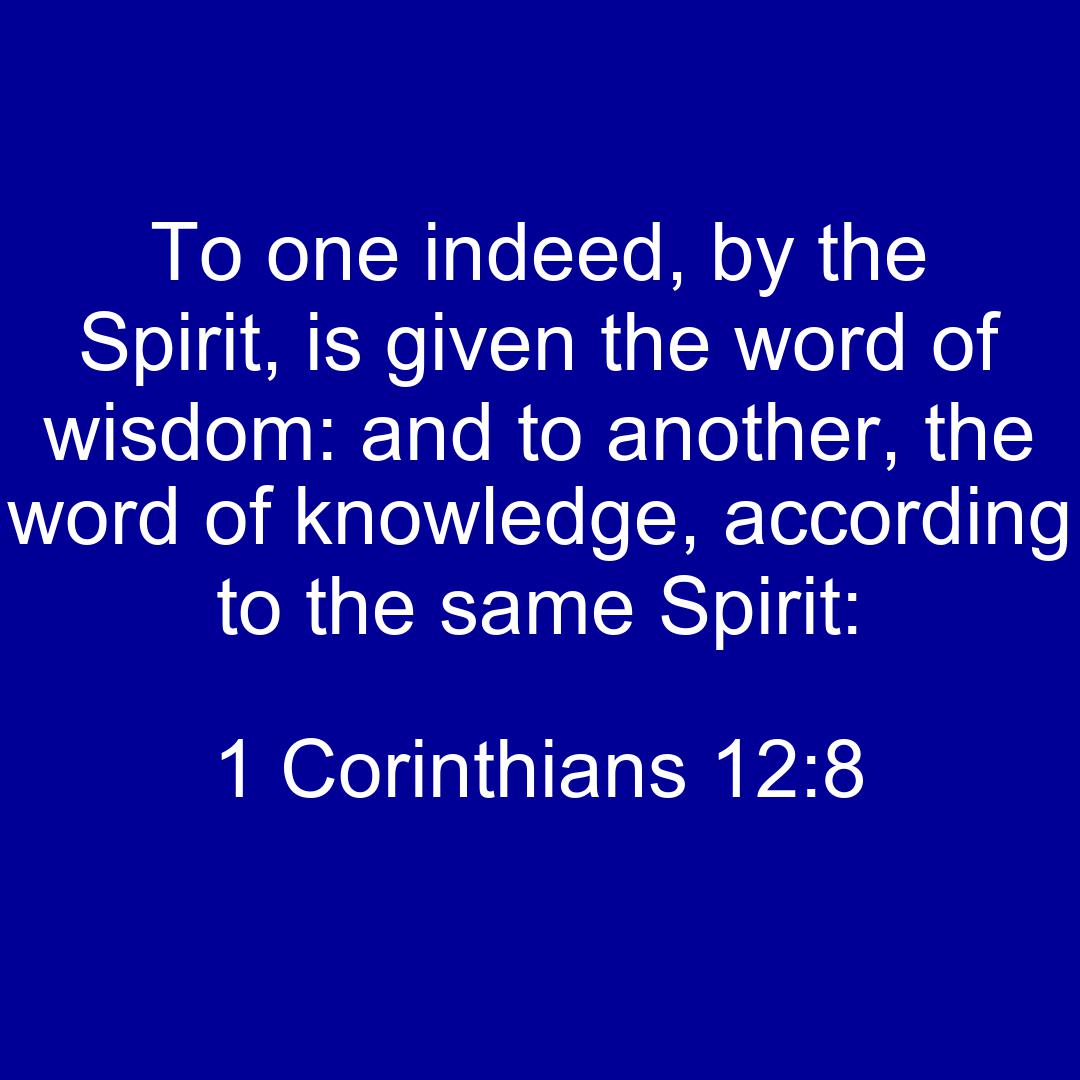 To one indeed, by the
Spirit, is given the word of
wisdom: and to another, the
word of knowledge, according
to the same Spirit:
1 Corinthians 12:8